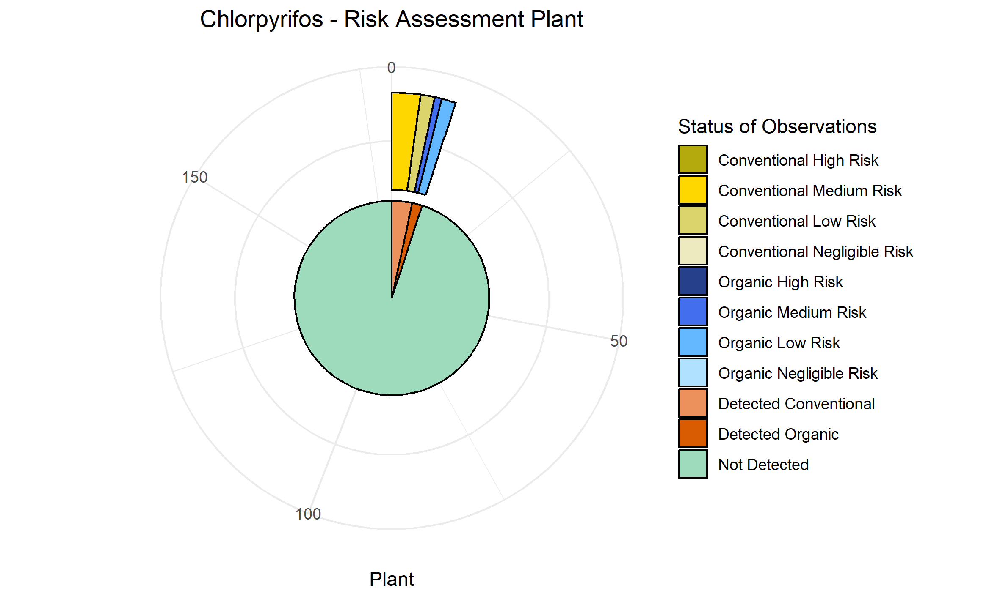 Chlorpyrifos - Risk Assessment Plant
0
150
50
100
Plant
Status of Observations
Conventional High Risk
Conventional Medium Risk
Conventional Low Risk
Conventional Negligible Risk
Organic High Risk
Organic Medium Risk
Organic Low Risk
Organic Negligible Risk
Detected Conventional
Detected Organic
Not Detected